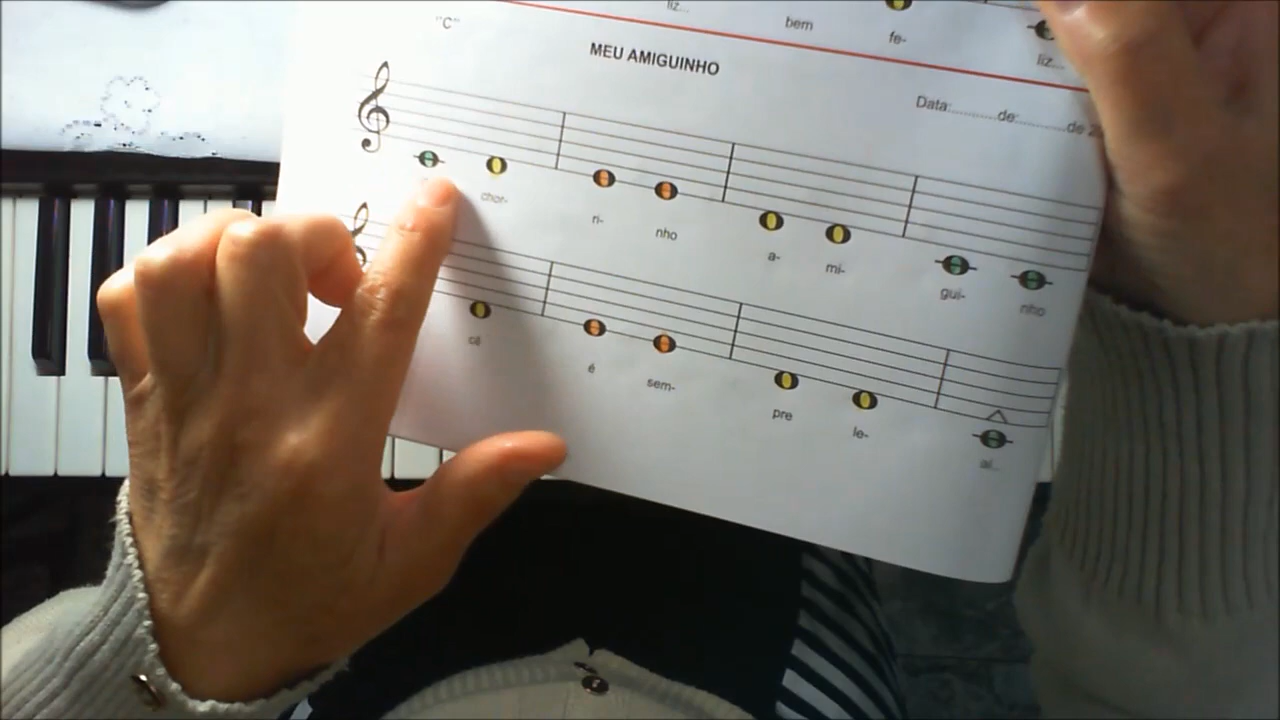 liz... bem fe- liz...
"C"
MEU AMIGUINHO
Data:............de:............de 2
chor- ri- nho a- mi- gui- nho
cê é sem- pre le- al...